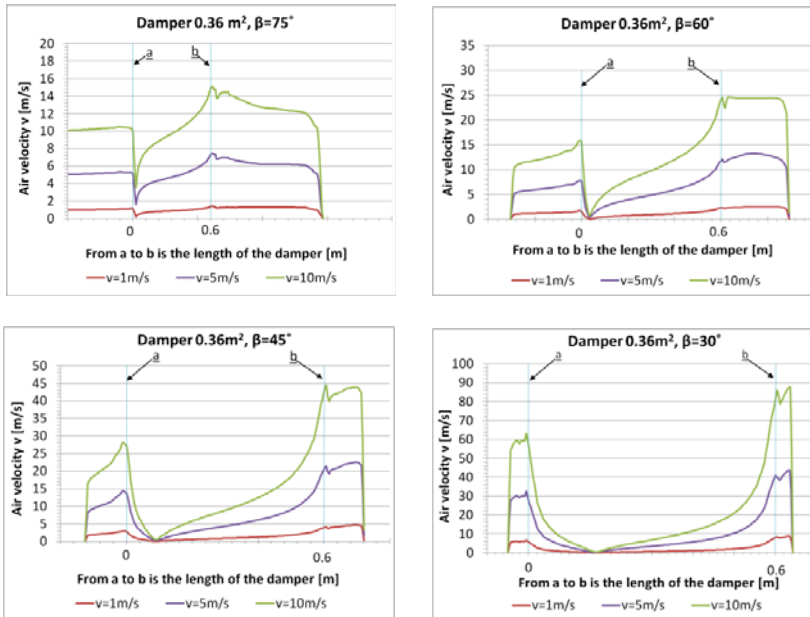 Damper 0.36 m², β=75°
a
b
20
18
16
14
12
10
8
6
4
2
0
Air velocity v [m/s]
0
0.6
From a to b is the length of the damper [m]
v=1m/s v=5m/s v=10m/s
Damper 0.36m², β=60°
a
b
35
30
25
20
15
10
5
0
Air velocity v [m/s]
0
0.6
From a to b is the length of the damper [m]
v=1m/s v=5m/s v=10m/s
Damper 0.36m², β=45°
a
b
50
45
40
35
30
25
20
15
10
5
0
Air velocity v [m/s]
0
0.6
From a to b is the length of the damper [m]
v=1m/s v=5m/s v=10m/s
Damper 0.36m², β=30°
a
b
100
90
80
70
60
50
40
30
20
10
0
Air velocity v [m/s]
0
0.6
From a to b is the length of the damper [m]
v=1m/s v=5m/s v=10m/s